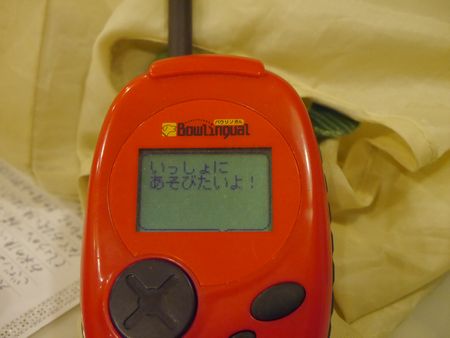 バウリンガル
BowLingual
いっしょに
あそびたいよ！